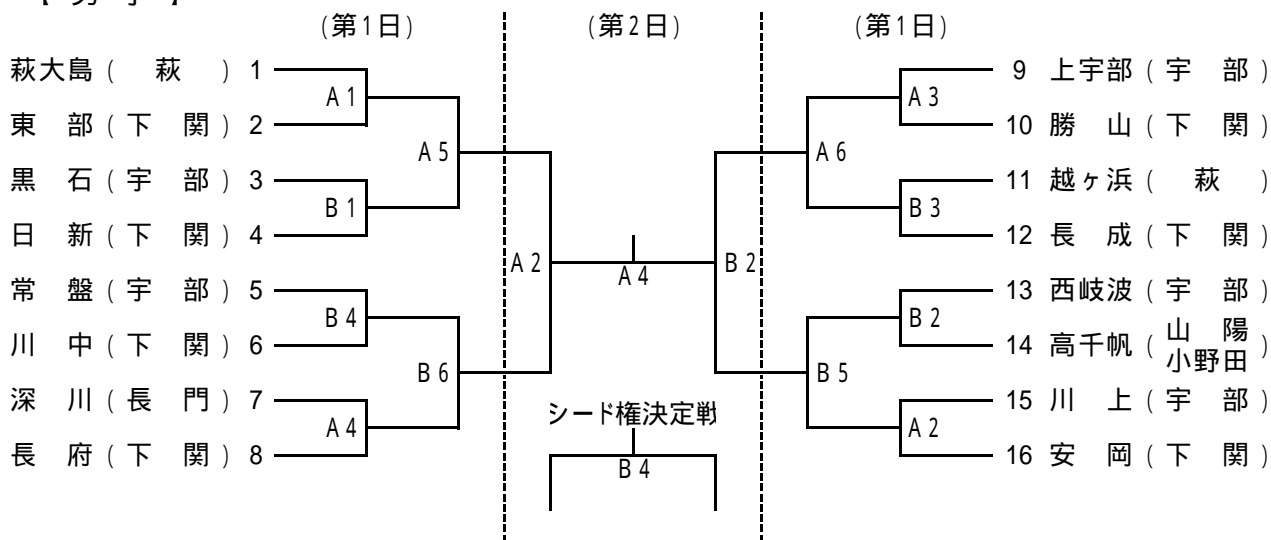 (第1日) (第2日) (第1日)
萩大島 ( 萩 ) 1
A1
東 部 ( 下 関 ) 2
A5
黒 石 ( 宇 部 ) 3
B1
日 新 ( 下 関 ) 4
A2
常 盤 ( 宇 部 ) 5
B4
川 中 ( 下 関 ) 6
B6
深 川 ( 長 門 ) 7
A4
長 府 ( 下 関 ) 8
A4
シード権決定戦
B4
9 上宇部 ( 宇 部 )
A3
10 勝 山 ( 下 関 )
A6
11 越ヶ浜 ( 萩 )
B3
12 長 成 ( 下 関 )
B2
13 西岐波 ( 宇 部 )
B2
14 高千帆 ( 山 陽
小野田 )
B5
15 川 上 ( 宇 部 )
A2
16 安 岡 ( 下 関 )